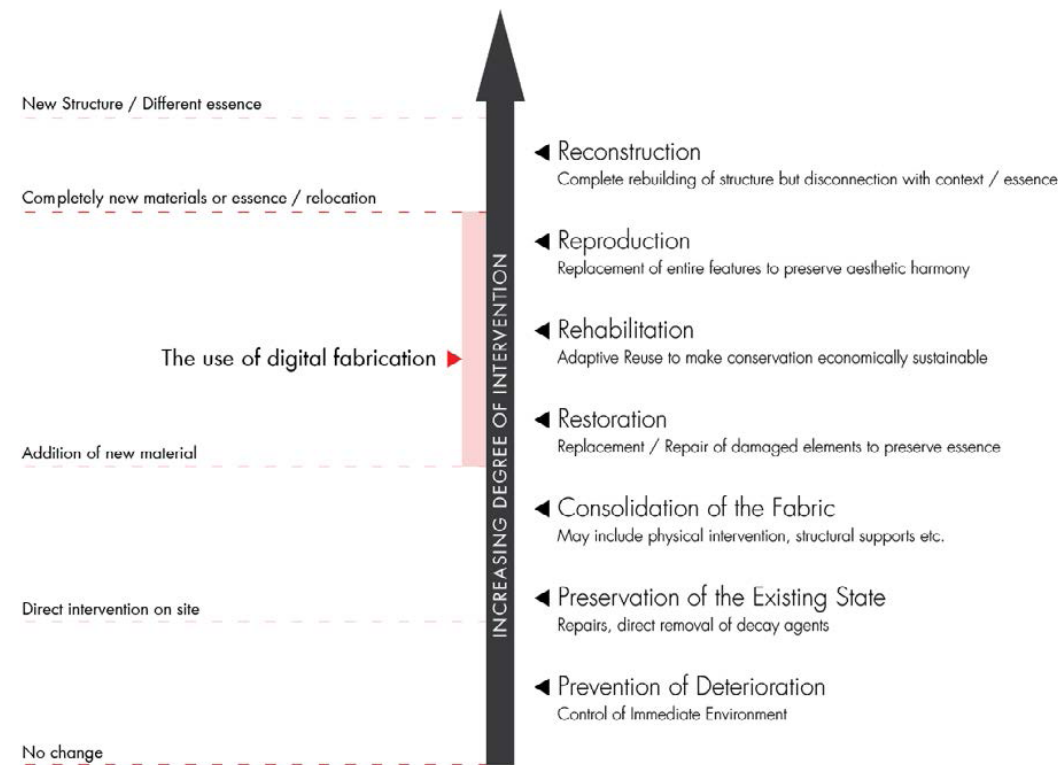 New Structure / Different essence
Completely new materials or essence / relocation
The use of digital fabrication
Addition of new material
Direct intervention on site
No change
INCREASING DEGREE OF INTERVENTION
Reconstruction
Complete rebuilding of structure but disconnection with context / essence
Reproduction
Replacement of entire features to preserve aesthetic harmony
Rehabilitation
Adaptive Reuse to make conservation economically sustainable
Restoration
Replacement / Repair of damaged elements to preserve essence
Consolidation of the Fabric
May include physical intervention, structural supports etc.
Preservation of the Existing State
Repairs, direct removal of decay agents
Prevention of Deterioration
Control of Immediate Environment